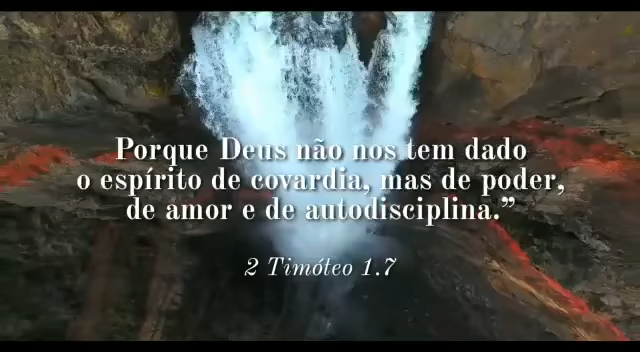 Porque Deus não nos tem dado
o espírito de covardia, mas de poder,
de amor e de autodisciplina.”
2 Timóteo 1.7